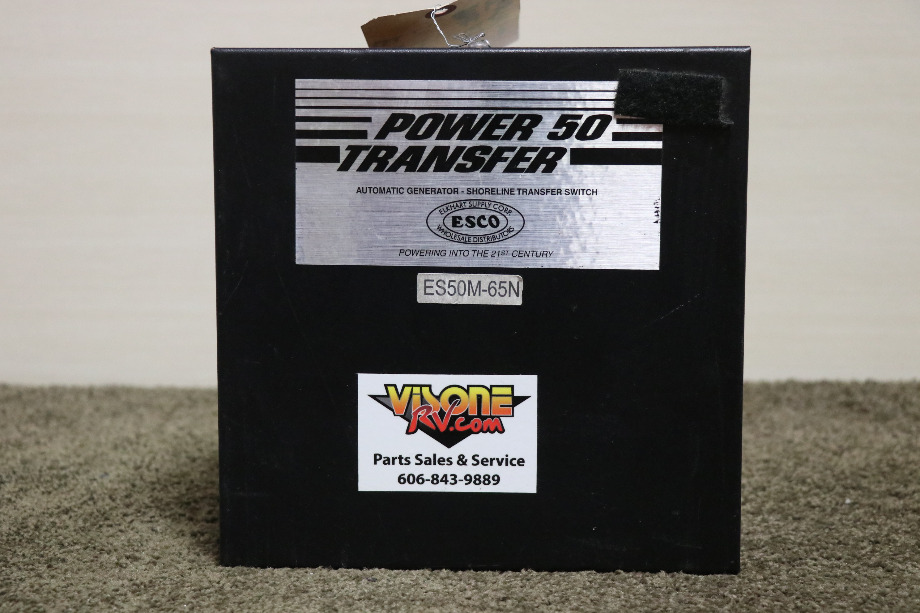 POWER 50
TRANSFER
AUTOMATIC GENERATOR - SHORELINE TRANSFER SWITCH
ELKHART SUPPLY CORP.
ESCO
WHOLESALE DISTRIBUTORS
POWERING INTO THE 21ST CENTURY
ES50M-65N
VISONE
RV.com
Parts Sales & Service
606-843-9889